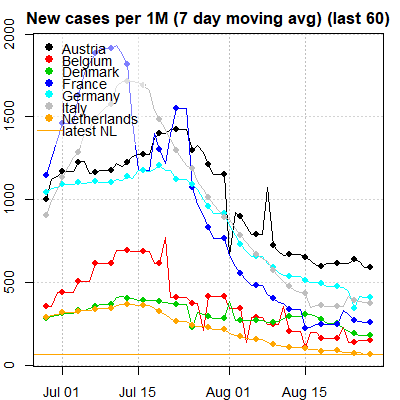 New cases per 1M (7 day moving avg) (last 60)
2000
1500
1000
500
0
Austria
Belgium
Denmark
France
Germany
Italy
Netherlands
latest NL
Jul 01 Jul 15 Aug 01 Aug 15